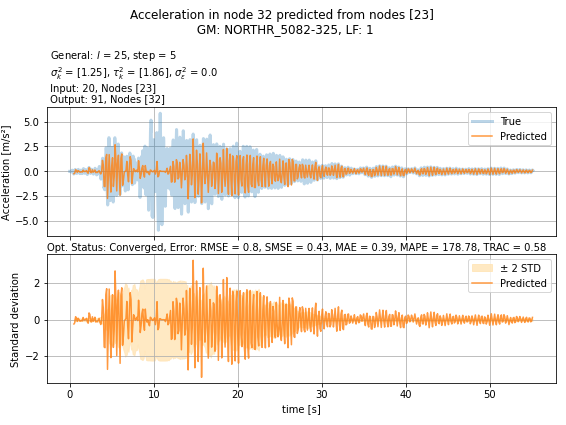 Acceleration in node 32 predicted from nodes [23]
GM: NORTHR_5082-325, LF: 1
General: l = 25, step = 5
σ²ₖ = [1.25], τ²ₖ = [1.86], σ²ᵣ = 0.0
Input: 20, Nodes [23]
Output: 91, Nodes [32]
Acceleration [m/s²]
5.0
2.5
0.0
−2.5
−5.0
True
Predicted
Opt. Status: Converged, Error: RMSE = 0.8, SMSE = 0.43, MAE = 0.39, MAPE = 178.78, TRAC = 0.58
Standard deviation
2
0
−2
± 2 STD
Predicted
0 10 20 30 40 50
time [s]